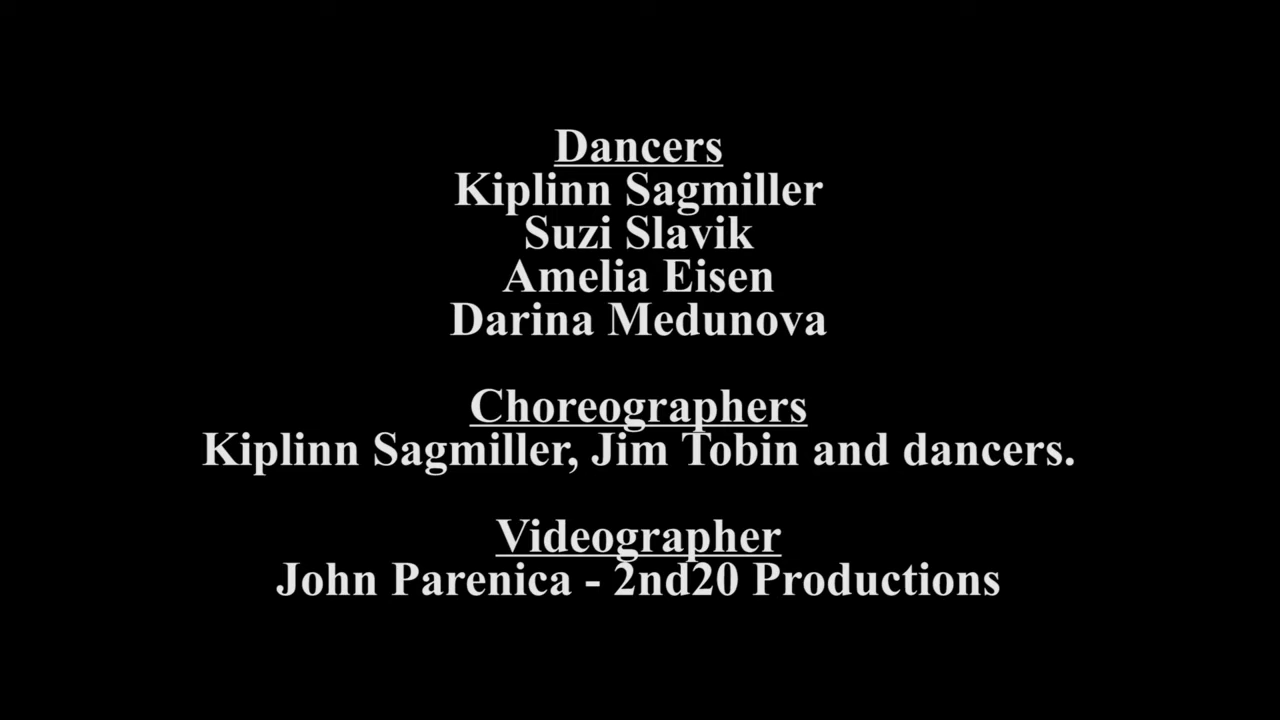 Dancers
Kiplinn Sagmiller
Suzi Slavik
Amelia Eisen
Darina Medunova
Choreographers
Kiplinn Sagmiller, Jim Tobin and dancers.
Videographer
John Parenica - 2nd20 Productions